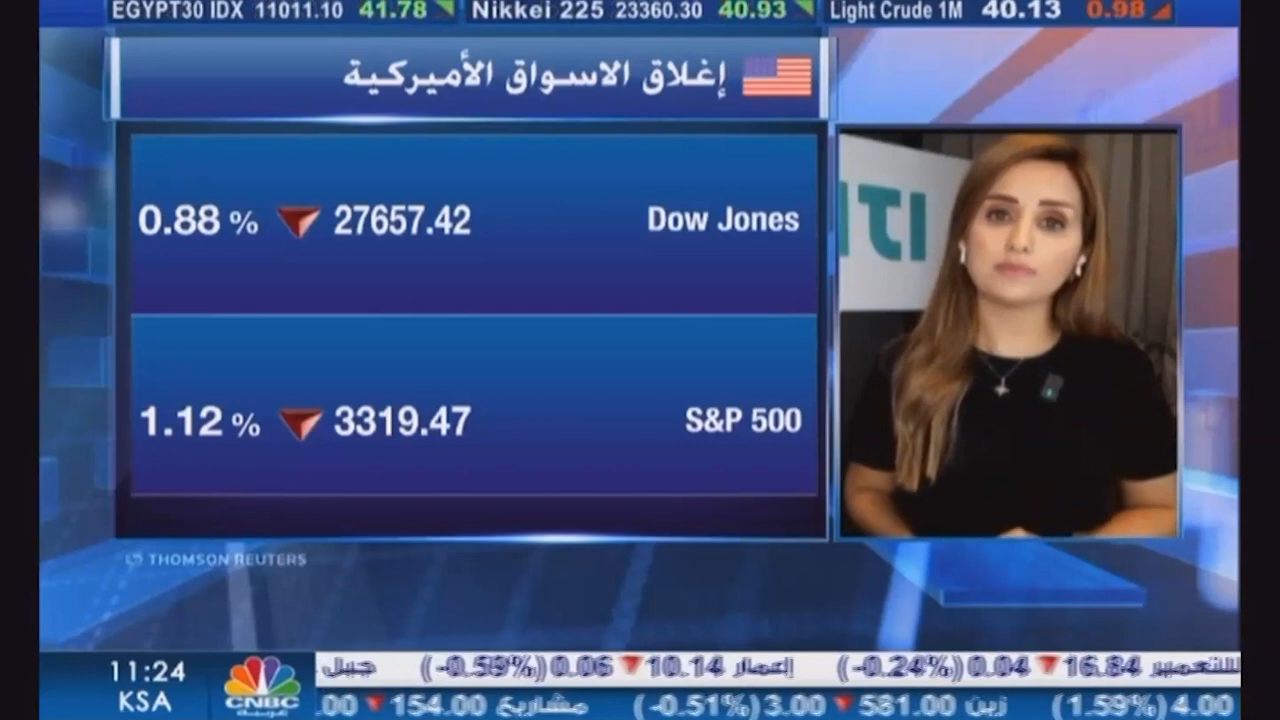 EGYPT30 IDX 11011.10 41.78 Nikkei 225 23360.30 40.93 Light Crude 1M 40.13 0.98
إغلاق الاسواق الأميركية
0.88 % 27657.42 Dow Jones
1.12 % 3319.47 S&P 500
ITI
THOMSON REUTERS
11:24
KSA
CNBC
عربية
للتعمير 16.84 0.04 (-0.24%) إعمار 10.14 0.06 (-0.59%) جبل
4.00 (1.59%) زين 581.00 3.00 (-0.51%) مشاريع 154.00 .00